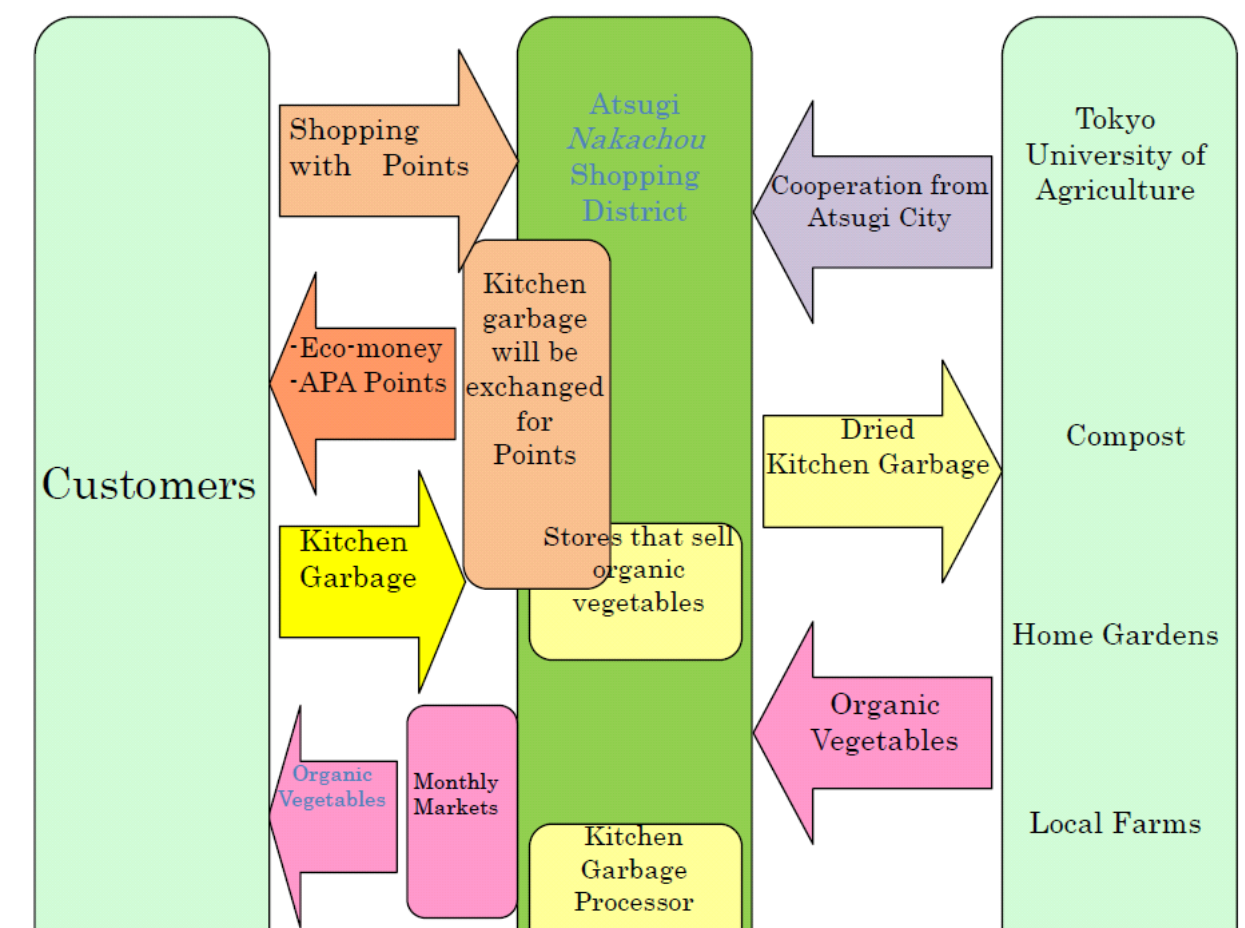 Customers
Shopping
with Points
-Eco-money
-APA Points
Kitchen
Garbage
Organic
Vegetables
Monthly
Markets
Atsugi
Nakachou
Shopping
District
Kitchen
garbage
will be
exchanged
for
Points
Stores that sell
organic
vegetables
Kitchen
Garbage
Processor
Cooperation from
Atsugi City
Dried
Kitchen Garbage
Organic
Vegetables
Tokyo
University of
Agriculture
Compost
Home Gardens
Local Farms